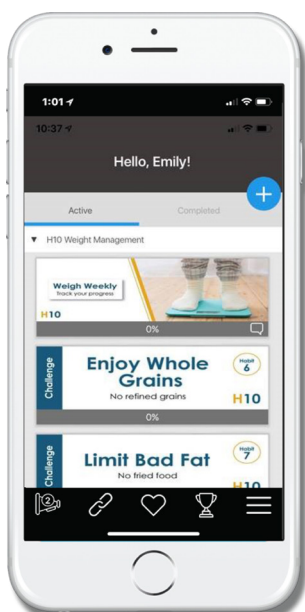 1:01
10:37
Hello, Emily!
Active
Completed
H10 Weight Management
Weigh Weekly
Track your progress
H10
0%
Challenge
Enjoy Whole
Grains
No refined grains
Habit
6
H10
0%
Challenge
Limit Bad Fat
No fried food
Habit
7
H10
2